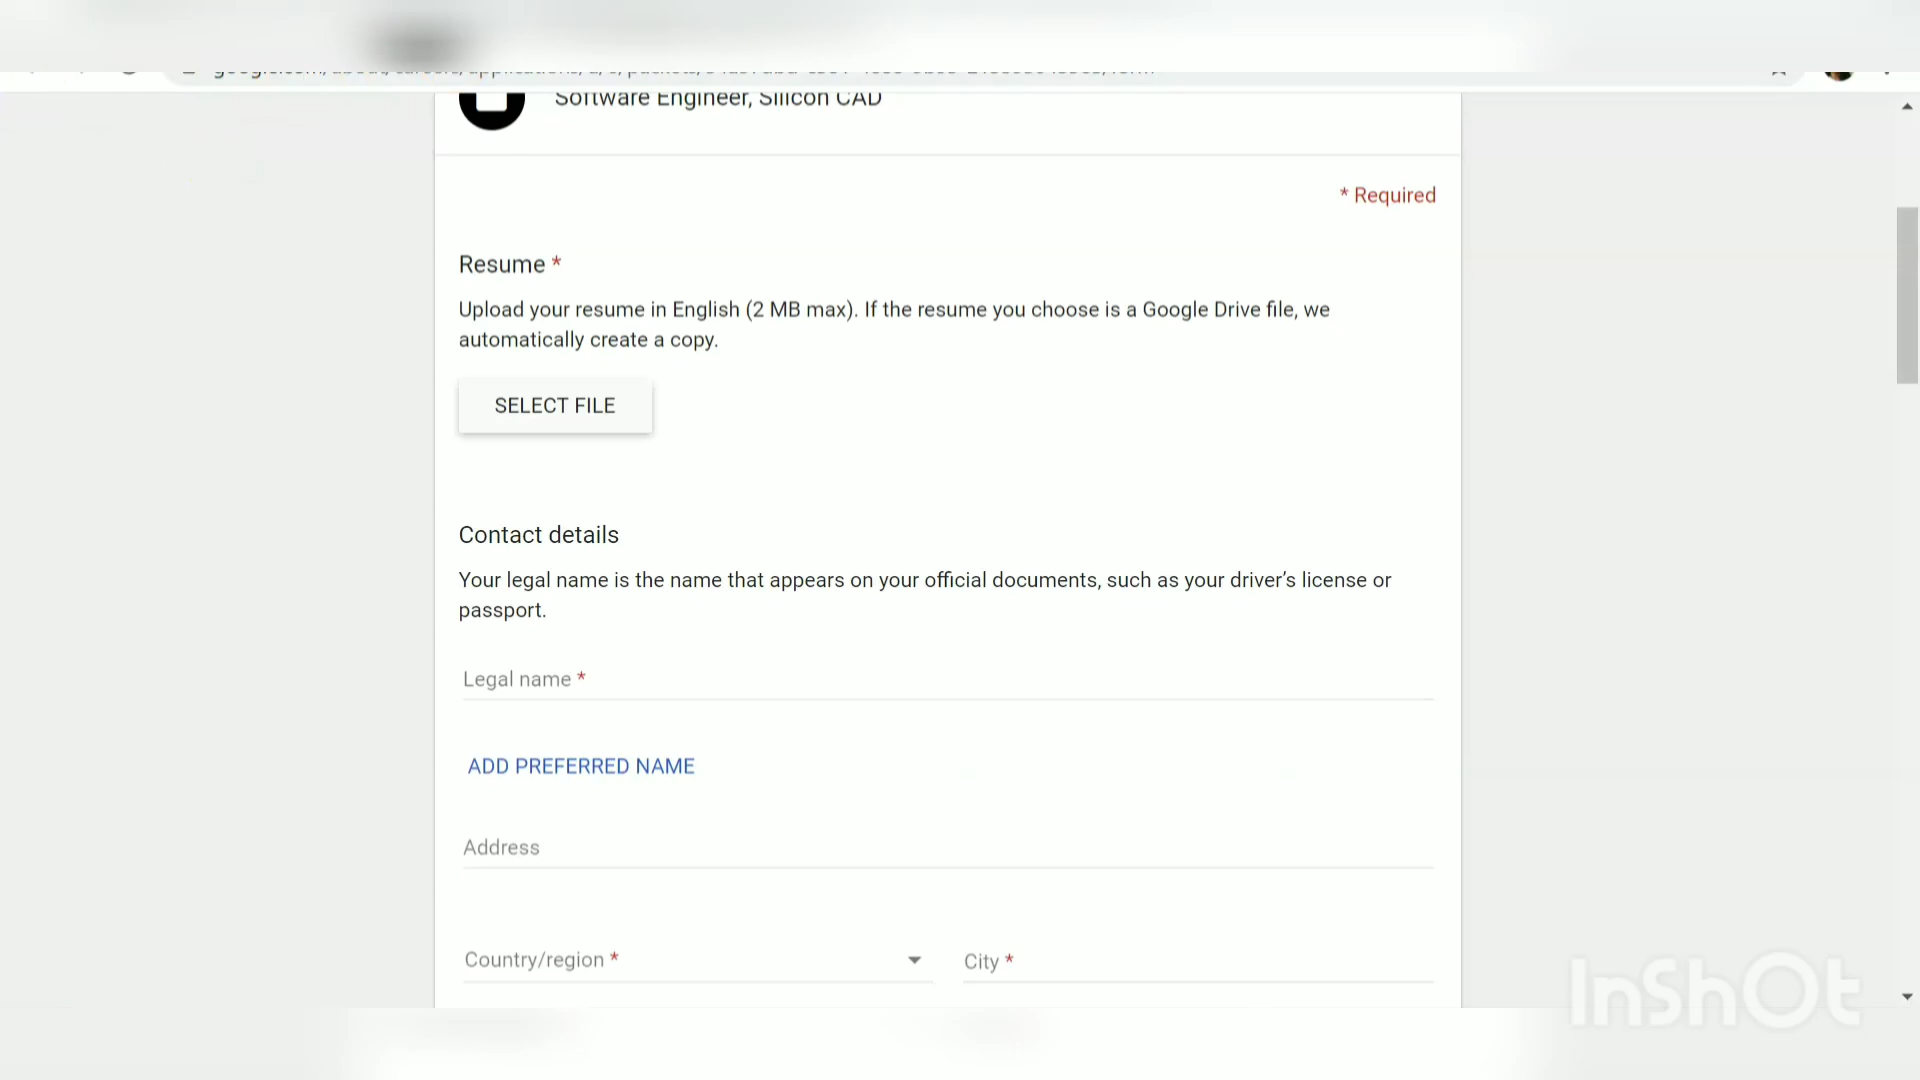 Software Engineer, Silicon CAD
* Required
Resume *
Upload your resume in English (2 MB max). If the resume you choose is a Google Drive file, we
automatically create a copy.
SELECT FILE
Contact details
Your legal name is the name that appears on your official documents, such as your driver’s license or
passport.
Legal name *
ADD PREFERRED NAME
Address
Country/region *
City *
InShOt